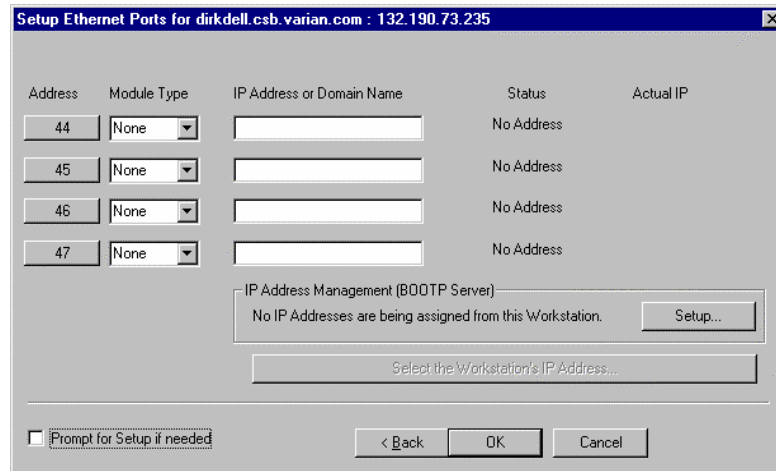 Setup Ethernet Ports for dirkdell.csb.varian.com : 132.190.73.235
Address Module Type IP Address or Domain Name Status Actual IP
44 None No Address
45 None No Address
46 None No Address
47 None No Address
IP Address Management (BOOTP Server)
No IP Addresses are being assigned from this Workstation. Setup...
Select the Workstation's IP Address...
Prompt for Setup if needed < Back OK Cancel